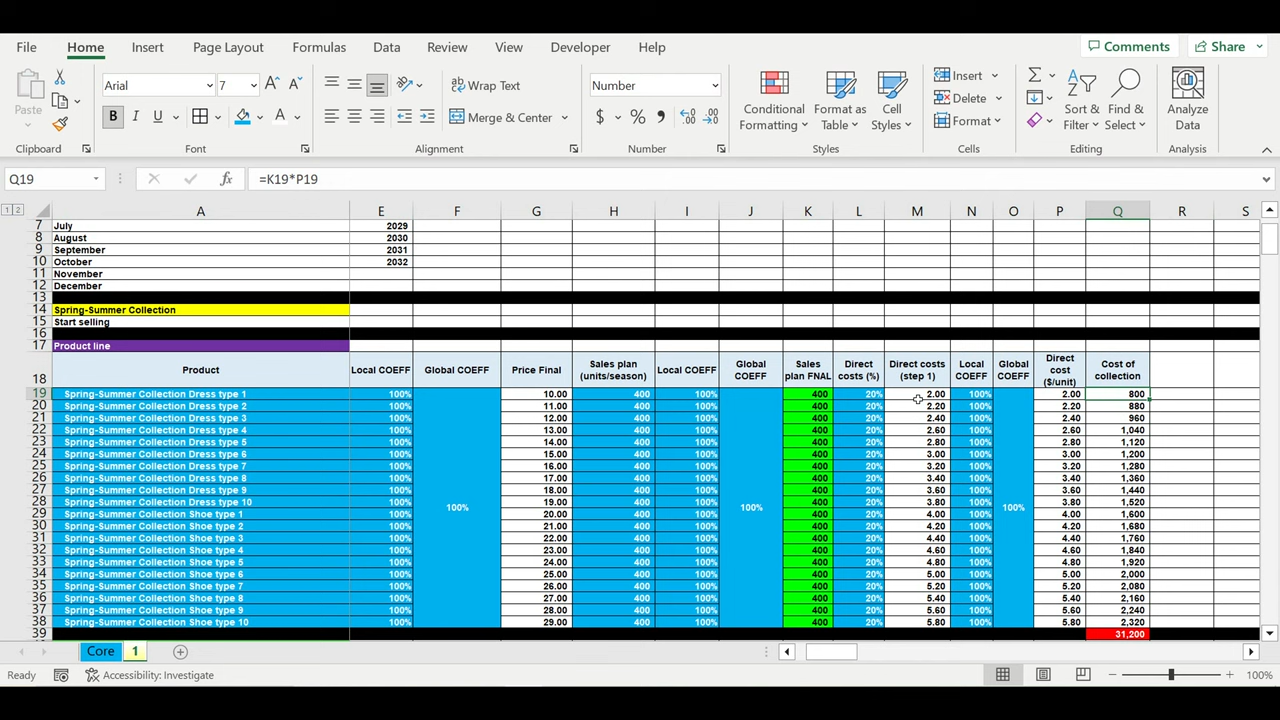 File Home Insert Page Layout Formulas Data Review View Developer Help Comments Share
Paste
Arial 7
B I U A
Wrap Text
Merge & Center
Number
$ %
Conditional Formatting
Format as Table
Cell Styles
Insert
Delete
Format
Sort & Filter
Find & Select
Analyze Data
Clipboard Font Alignment Number Styles Cells Editing Analysis
Q19 fx =K19*P19
1 2 A E F G H I J K L M N O P Q R S
7 July 2029
8 August 2030
9 September 2031
10 October 2032
11 November
12 December
13
14 Spring-Summer Collection
15 Start selling
16
17 Product line
18 Product Local COEFF Global COEFF Price Final Sales plan (units/season) Local COEFF Global COEFF Sales plan FNAL Direct costs (%) Direct costs (step 1) Local COEFF Global COEFF Direct cost ($/unit) Cost of collection
19 Spring-Summer Collection Dress type 1 100% 10.00 400 100% 400 20% 2.00 100% 2.00 800
20 Spring-Summer Collection Dress type 2 100% 11.00 400 100% 400 20% 2.20 100% 2.20 880
21 Spring-Summer Collection Dress type 3 100% 12.00 400 100% 400 20% 2.40 100% 2.40 960
22 Spring-Summer Collection Dress type 4 100% 13.00 400 100% 400 20% 2.60 100% 2.60 1,040
23 Spring-Summer Collection Dress type 5 100% 14.00 400 100% 400 20% 2.80 100% 2.80 1,120
24 Spring-Summer Collection Dress type 6 100% 15.00 400 100% 400 20% 3.00 100% 3.00 1,200
25 Spring-Summer Collection Dress type 7 100% 16.00 400 100% 400 20% 3.20 100% 3.20 1,280
26 Spring-Summer Collection Dress type 8 100% 17.00 400 100% 400 20% 3.40 100% 3.40 1,360
27 Spring-Summer Collection Dress type 9 100% 18.00 400 100% 400 20% 3.60 100% 3.60 1,440
28 Spring-Summer Collection Dress type 10 100% 19.00 400 100% 400 20% 3.80 100% 3.80 1,520
29 Spring-Summer Collection Shoe type 1 100% 100% 20.00 400 100% 100% 400 20% 4.00 100% 100% 4.00 1,600
30 Spring-Summer Collection Shoe type 2 100% 21.00 400 100% 400 20% 4.20 100% 4.20 1,680
31 Spring-Summer Collection Shoe type 3 100% 22.00 400 100% 400 20% 4.40 100% 4.40 1,760
32 Spring-Summer Collection Shoe type 4 100% 23.00 400 100% 400 20% 4.60 100% 4.60 1,840
33 Spring-Summer Collection Shoe type 5 100% 24.00 400 100% 400 20% 4.80 100% 4.80 1,920
34 Spring-Summer Collection Shoe type 6 100% 25.00 400 100% 400 20% 5.00 100% 5.00 2,000
35 Spring-Summer Collection Shoe type 7 100% 26.00 400 100% 400 20% 5.20 100% 5.20 2,080
36 Spring-Summer Collection Shoe type 8 100% 27.00 400 100% 400 20% 5.40 100% 5.40 2,160
37 Spring-Summer Collection Shoe type 9 100% 28.00 400 100% 400 20% 5.60 100% 5.60 2,240
38 Spring-Summer Collection Shoe type 10 100% 29.00 400 100% 400 20% 5.80 100% 5.80 2,320
39 31,200
Core 1
Ready Accessibility: Investigate 100%